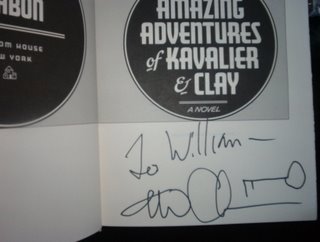 ABON
OM HOUSE
W YORK
AMAZING
ADVENTURES
of KAVALIER
& CLAY
A NOVEL
To William—